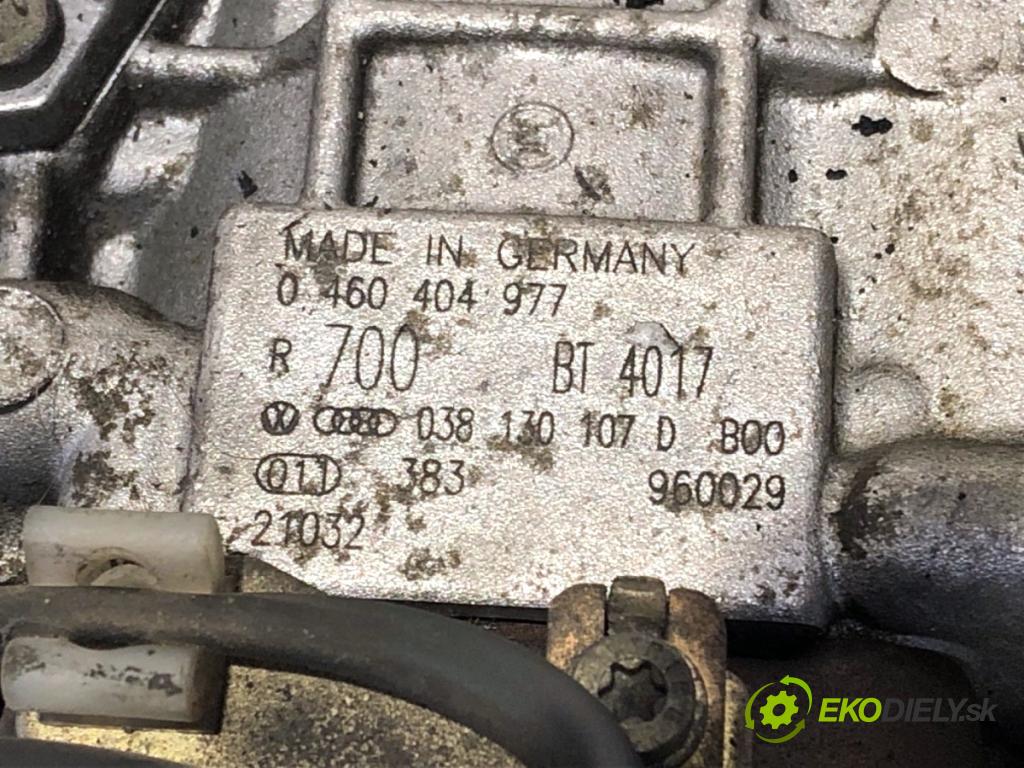 MADE IN GERMANY
0 460 404 977
R 700 BT 4017
038 130 107 D B00
011 383 960029
21032
EKODIELY.sk